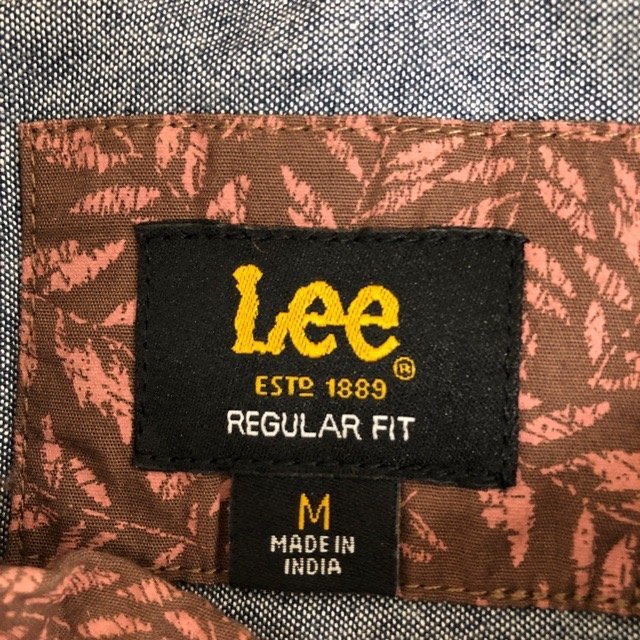 Lee
®
ESTD 1889
REGULAR FIT
M
MADE IN
INDIA